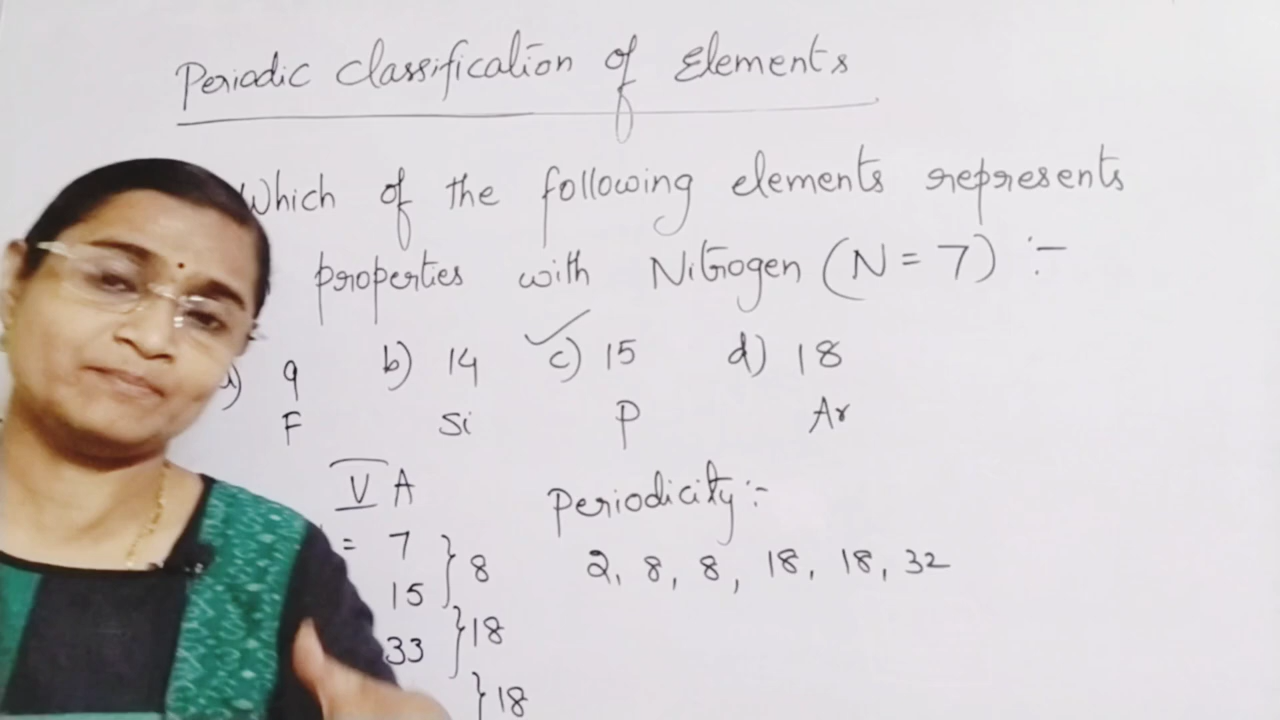 Periodic classification of Elements
Which of the following elements represents
properties with Nitrogen (N = 7) :-
a) 9 b) 14 ✓c) 15 d) 18
F Si P Ar
V A Periodicity :-
= 7 } 8 2, 8, 8, 18, 18, 32
15
33 } 18
} 18